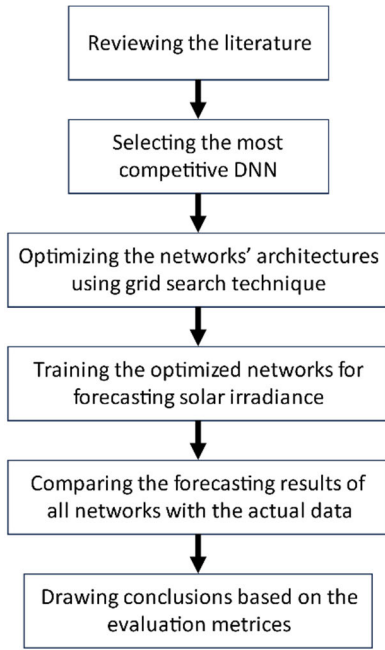 Reviewing the literature
Selecting the most
competitive DNN
Optimizing the networks' architectures
using grid search technique
Training the optimized networks for
forecasting solar irradiance
Comparing the forecasting results of
all networks with the actual data
Drawing conclusions based on the
evaluation metrices